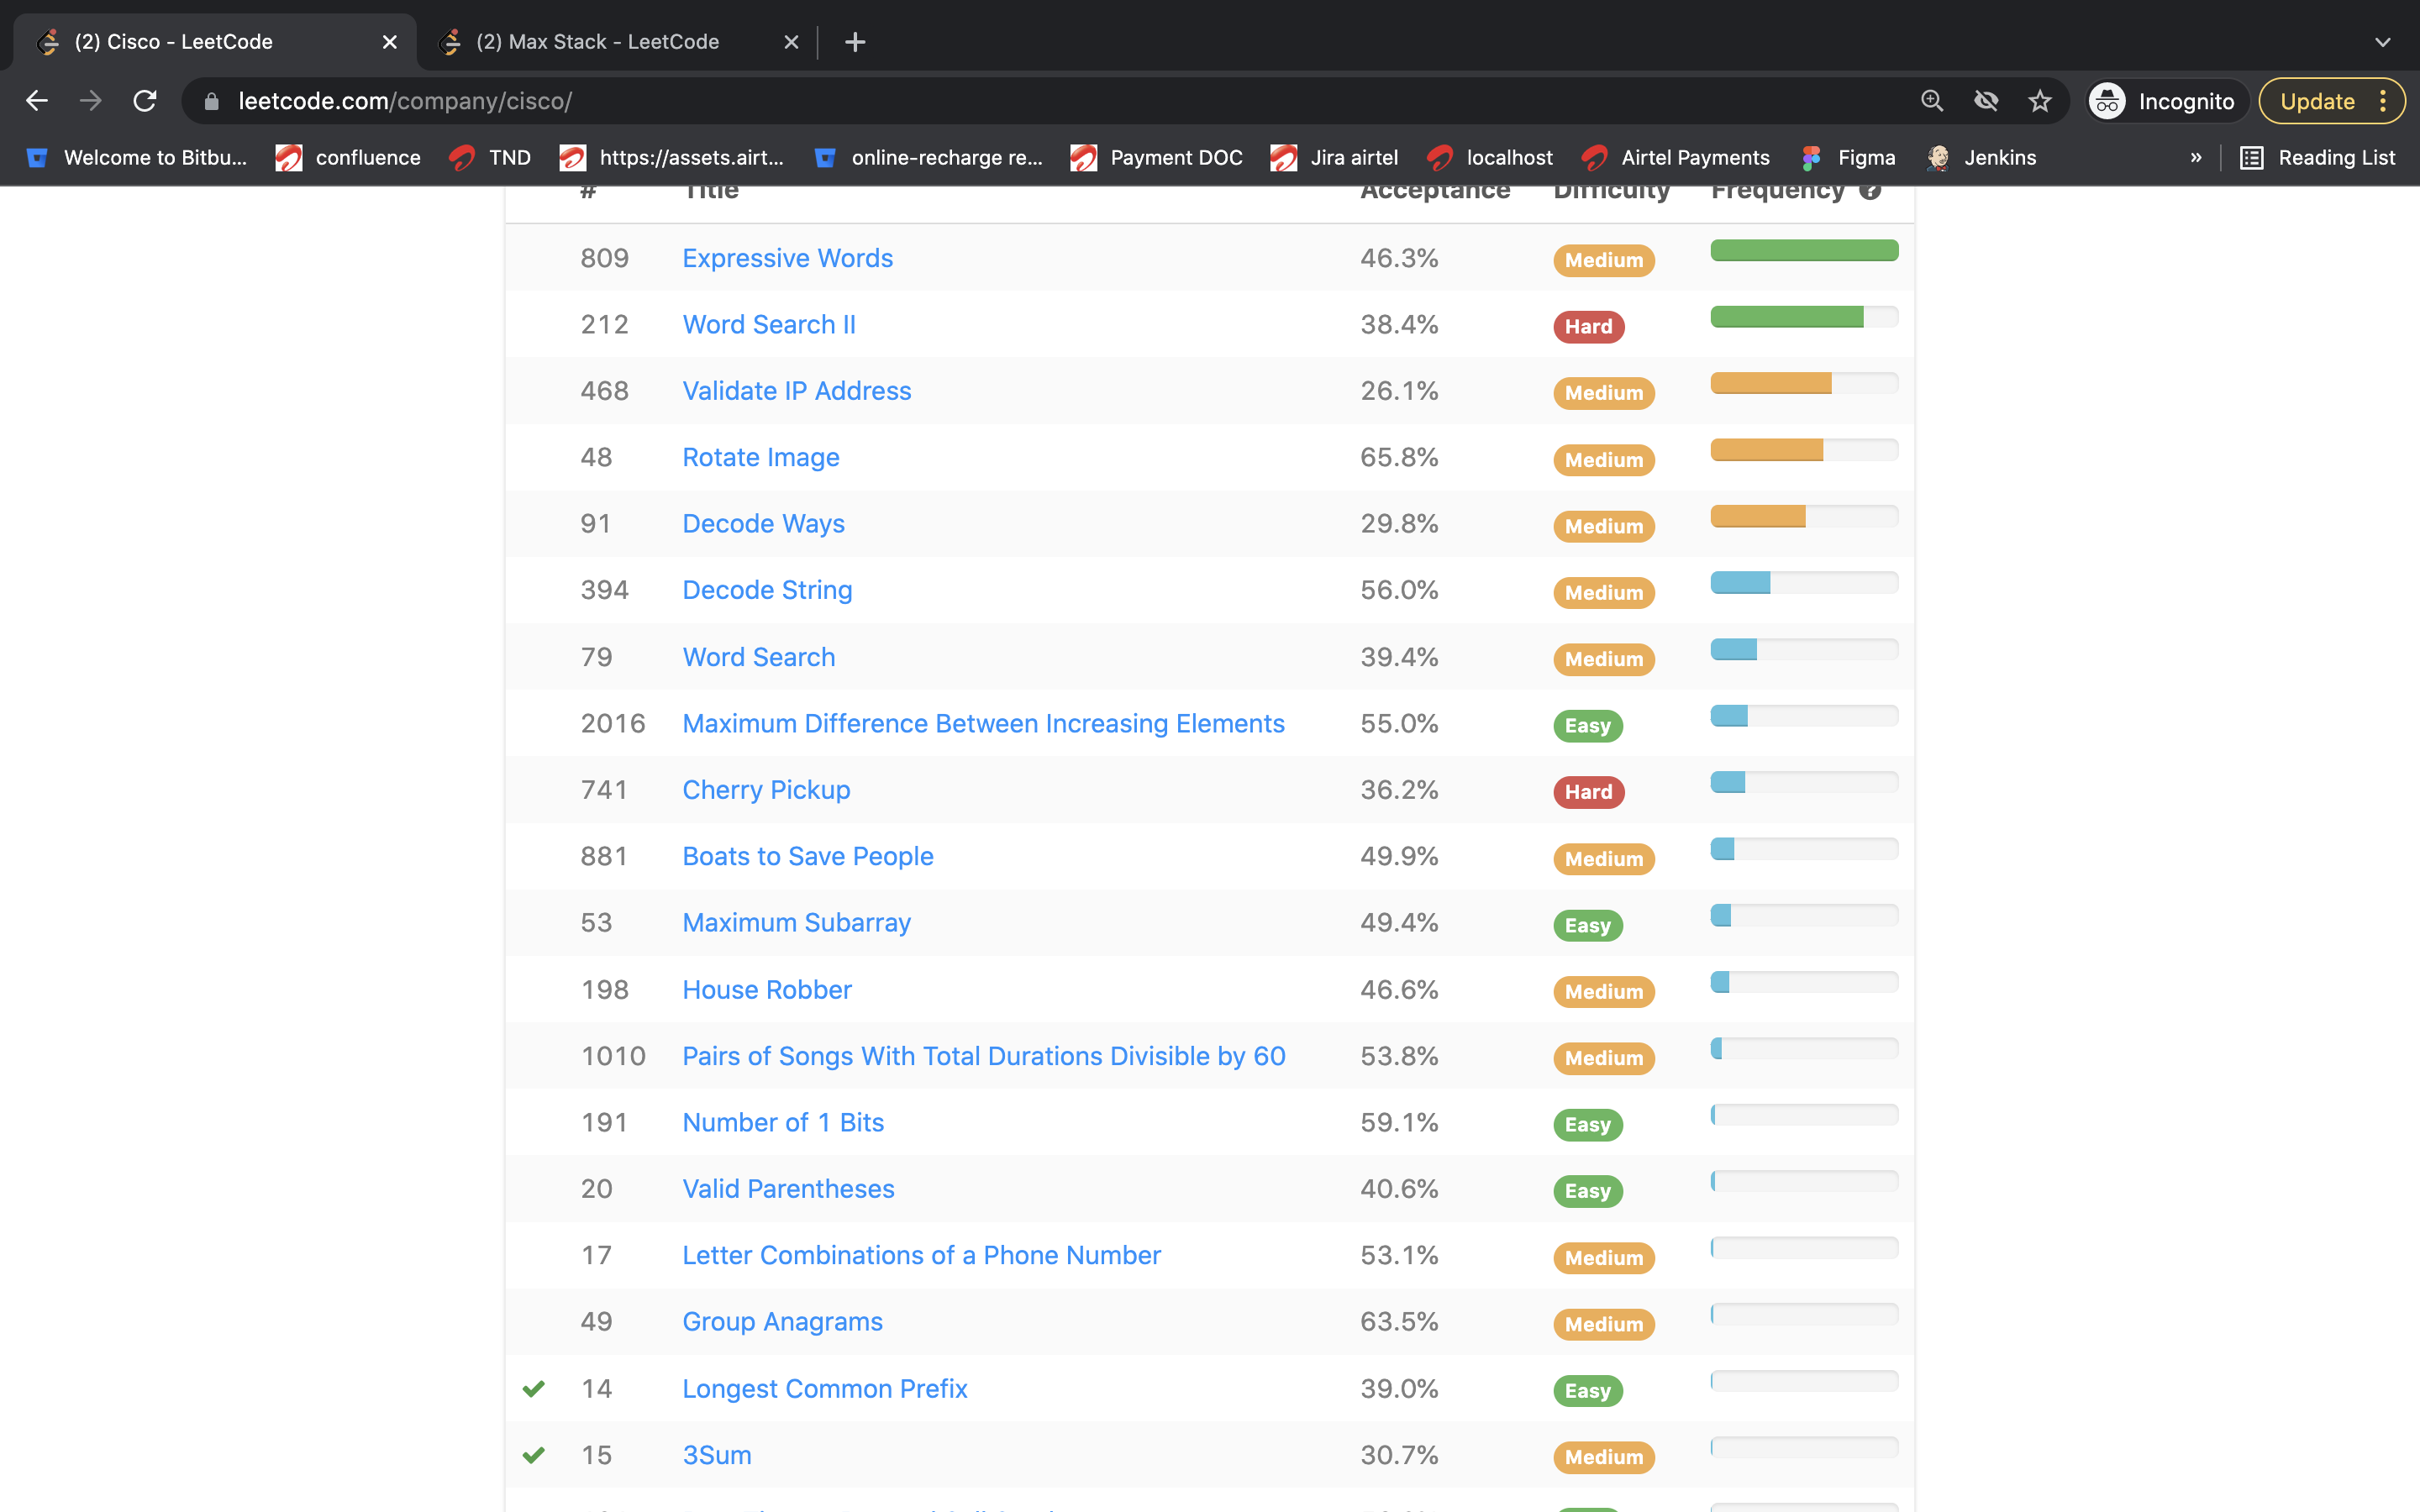 (2) Cisco - LeetCode (2) Max Stack - LeetCode
leetcode.com/company/cisco/ Incognito Update
Welcome to Bitbu... confluence TND https://assets.airt... online-recharge re... Payment DOC Jira airtel localhost Airtel Payments Figma Jenkins » Reading List
# Title Acceptance Difficulty Frequency
809 Expressive Words 46.3% Medium
212 Word Search II 38.4% Hard
468 Validate IP Address 26.1% Medium
48 Rotate Image 65.8% Medium
91 Decode Ways 29.8% Medium
394 Decode String 56.0% Medium
79 Word Search 39.4% Medium
2016 Maximum Difference Between Increasing Elements 55.0% Easy
741 Cherry Pickup 36.2% Hard
881 Boats to Save People 49.9% Medium
53 Maximum Subarray 49.4% Easy
198 House Robber 46.6% Medium
1010 Pairs of Songs With Total Durations Divisible by 60 53.8% Medium
191 Number of 1 Bits 59.1% Easy
20 Valid Parentheses 40.6% Easy
17 Letter Combinations of a Phone Number 53.1% Medium
49 Group Anagrams 63.5% Medium
14 Longest Common Prefix 39.0% Easy
15 3Sum 30.7% Medium